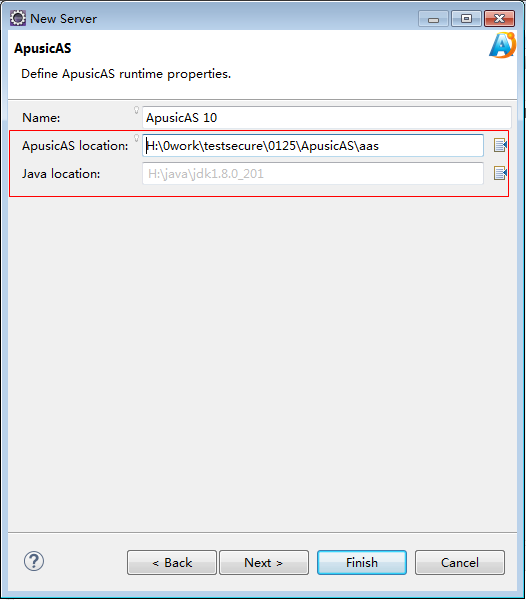 New Server
ApusicAS
Define ApusicAS runtime properties.
Name: ApusicAS 10
ApusicAS location: H:\0work\testsecure\0125\ApusicAS\aas
Java location: H:\java\jdk1.8.0_201
< Back Next > Finish Cancel